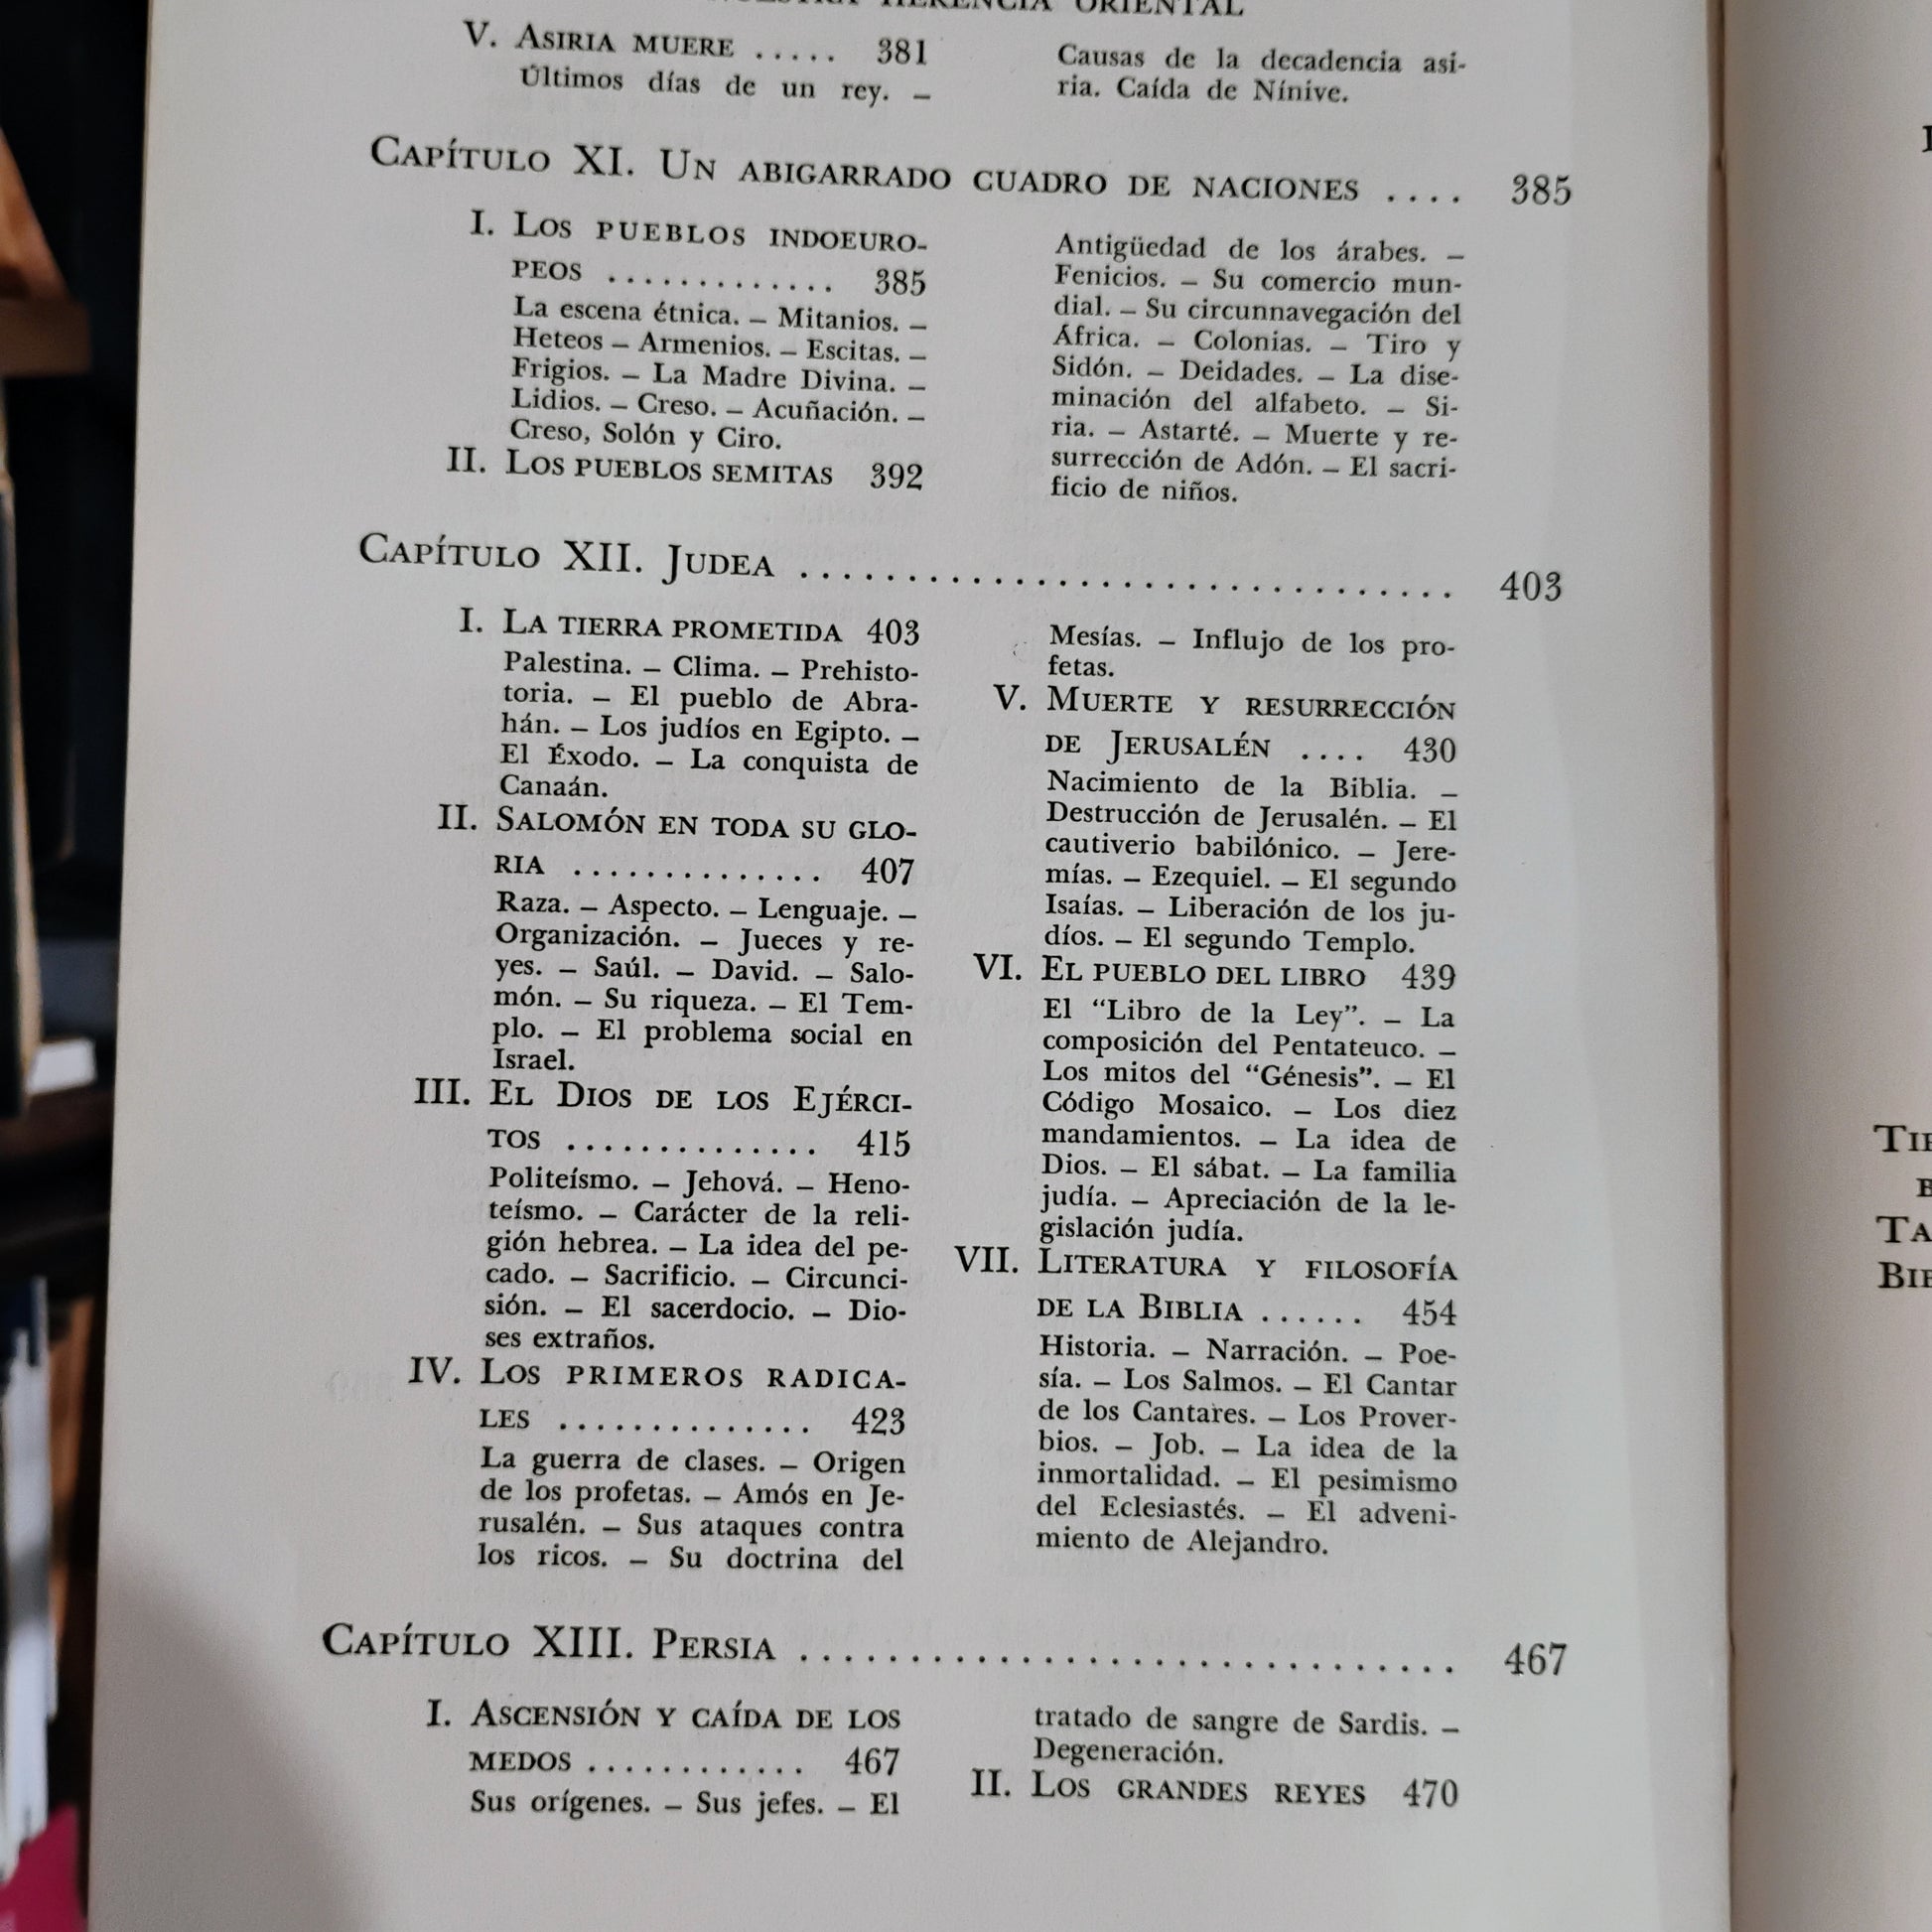 NUESTRA HERENCIA ORIENTAL
V. ASIRIA MUERE ..... 381
Últimos días de un rey. –
Causas de la decadencia asi-
ria. Caída de Nínive.
CAPÍTULO XI. UN ABIGARRADO CUADRO DE NACIONES .... 385
I. LOS PUEBLOS INDOEURO-
PEOS ............. 385
La escena étnica. – Mitanios. –
Heteos – Armenios. – Escitas. –
Frigios. – La Madre Divina. –
Lidios. – Creso. – Acuñación. –
Creso, Solón y Ciro.
II. LOS PUEBLOS SEMITAS 392
Antigüedad de los árabes. –
Fenicios. – Su comercio mun-
dial. – Su circunnavegación del
África. – Colonias. – Tiro y
Sidón. – Deidades. – La dise-
minación del alfabeto. – Si-
ria. – Astarté. – Muerte y re-
surrección de Adón. – El sacri-
ficio de niños.
CAPÍTULO XII. JUDEA .............................. 403
I. LA TIERRA PROMETIDA 403
Palestina. – Clima. – Prehisto-
toria. – El pueblo de Abra-
hán. – Los judíos en Egipto. –
El Éxodo. – La conquista de
Canaán.
II. SALOMÓN EN TODA SU GLO-
RIA .............. 407
Raza. – Aspecto. – Lenguaje. –
Organización. – Jueces y re-
yes. – Saúl. – David. – Salo-
món. – Su riqueza. – El Tem-
plo. – El problema social en
Israel.
III. EL DIOS DE LOS EJÉRCI-
TOS .............. 415
Politeísmo. – Jehová. – Heno-
teísmo. – Carácter de la reli-
gión hebrea. – La idea del pe-
cado. – Sacrificio. – Circunci-
sión. – El sacerdocio. – Dio-
ses extraños.
IV. LOS PRIMEROS RADICA-
LES .............. 423
La guerra de clases. – Origen
de los profetas. – Amós en Je-
rusalén. – Sus ataques contra
los ricos. – Su doctrina del
Mesías. – Influjo de los pro-
fetas.
V. MUERTE Y RESURRECCIÓN
DE JERUSALÉN .... 430
Nacimiento de la Biblia. –
Destrucción de Jerusalén. – El
cautiverio babilónico. – Jere-
mías. – Ezequiel. – El segundo
Isaías. – Liberación de los ju-
díos. – El segundo Templo.
VI. EL PUEBLO DEL LIBRO 439
El “Libro de la Ley”. – La
composición del Pentateuco. –
Los mitos del “Génesis”. – El
Código Mosaico. – Los diez
mandamientos. – La idea de
Dios. – El sábat. – La familia
judía. – Apreciación de la le-
gislación judía.
VII. LITERATURA Y FILOSOFÍA
DE LA BIBLIA ...... 454
Historia. – Narración. – Poe-
sía. – Los Salmos. – El Cantar
de los Cantares. – Los Prover-
bios. – Job. – La idea de la
inmortalidad. – El pesimismo
del Eclesiastés. – El adveni-
miento de Alejandro.
CAPÍTULO XIII. PERSIA .............................. 467
I. ASCENSIÓN Y CAÍDA DE LOS
MEDOS ............ 467
Sus orígenes. – Sus jefes. – El
tratado de sangre de Sardis. –
Degeneración.
II. LOS GRANDES REYES 470